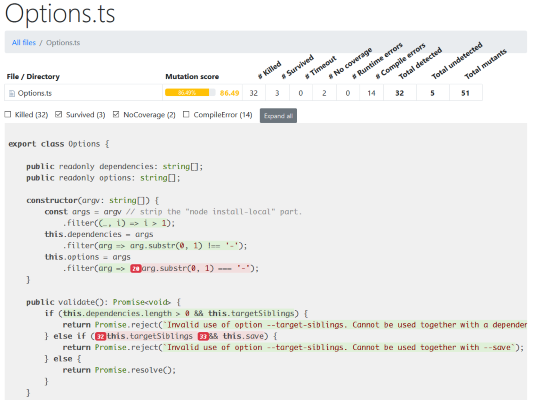 Options.ts
All files / Options.ts
File / Directory Mutation score # Killed # Survived # Timeout # No coverage # Runtime errors # Compile errors Total detected Total undetected Total mutants
Options.ts 86.49% 86.49 32 3 0 2 0 14 32 5 51
Killed (32) Survived (3) NoCoverage (2) CompileError (14) Expand all
export class Options {
public readonly dependencies: string[];
public readonly options: string[];
constructor(argv: string[]) {
const args = argv // strip the "node install-local" part.
.filter((_, i) => i > 1);
this.dependencies = args
.filter(arg => arg.substr(0, 1) !== '-');
this.options = args
.filter(arg => 20 arg.substr(0, 1) === '-');
}
public validate(): Promise<void> {
if (this.dependencies.length > 0 && this.targetSiblings) {
return Promise.reject(`Invalid use of option --target-siblings. Cannot be used together with a depender
} else if (32 this.targetSiblings 33 && this.save) {
return Promise.reject(`Invalid use of option --target-siblings. Cannot be used together with --save`);
} else {
return Promise.resolve();
}
}